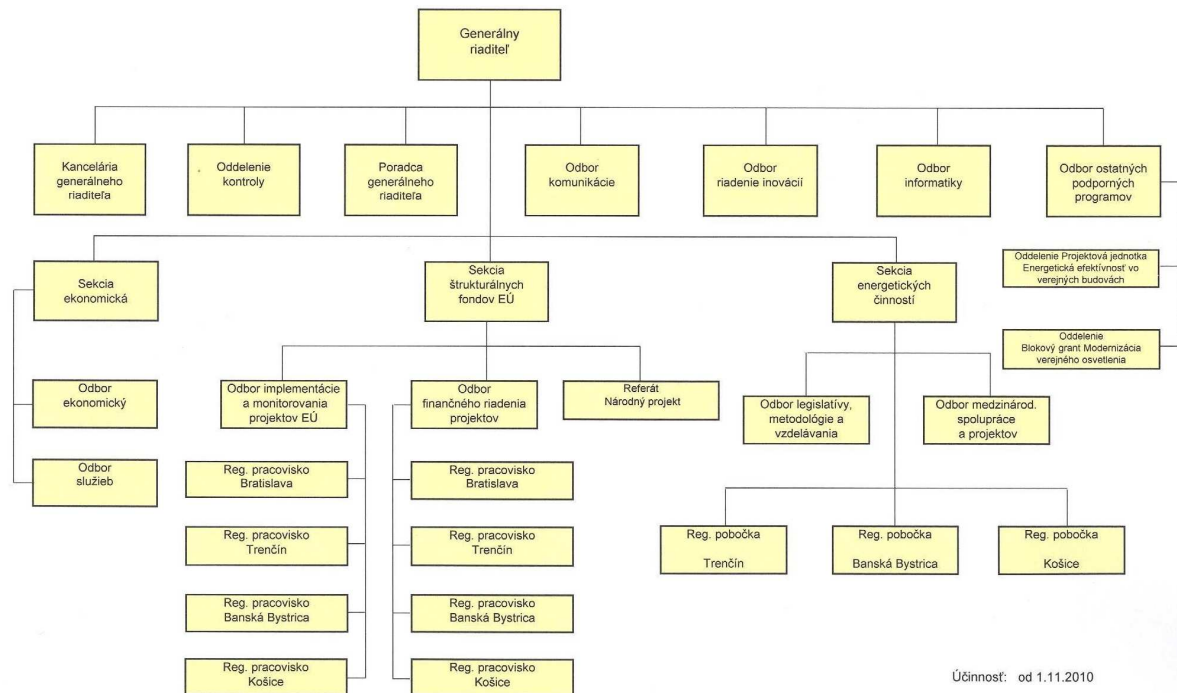 Generálny
riaditeľ
Kancelária
generálneho
riaditeľa
Oddelenie
kontroly
Poradca
generálneho
riaditeľa
Odbor
komunikácie
Odbor
riadenie inovácií
Odbor
informatiky
Odbor ostatných
podporných
programov
Oddelenie Projektová jednotka
Energetická efektívnosť vo
verejných budovách
Oddelenie
Blokový grant Modernizácia
verejného osvetlenia
Sekcia
ekonomická
Sekcia
štrukturálnych
fondov EÚ
Sekcia
energetických
činností
Odbor
ekonomický
Odbor
služieb
Odbor implementácie
a monitorovania
projektov EÚ
Odbor
finančného riadenia
projektov
Referát
Národný projekt
Odbor legislatívy,
metodológie a
vzdelávania
Odbor medzinárod.
spolupráce
a projektov
Reg. pracovisko
Bratislava
Reg. pracovisko
Trenčín
Reg. pracovisko
Banská Bystrica
Reg. pracovisko
Košice
Reg. pracovisko
Bratislava
Reg. pracovisko
Trenčín
Reg. pracovisko
Banská Bystrica
Reg. pracovisko
Košice
Reg. pobočka
Trenčín
Reg. pobočka
Banská Bystrica
Reg. pobočka
Košice
Účinnosť: od 1.11.2010